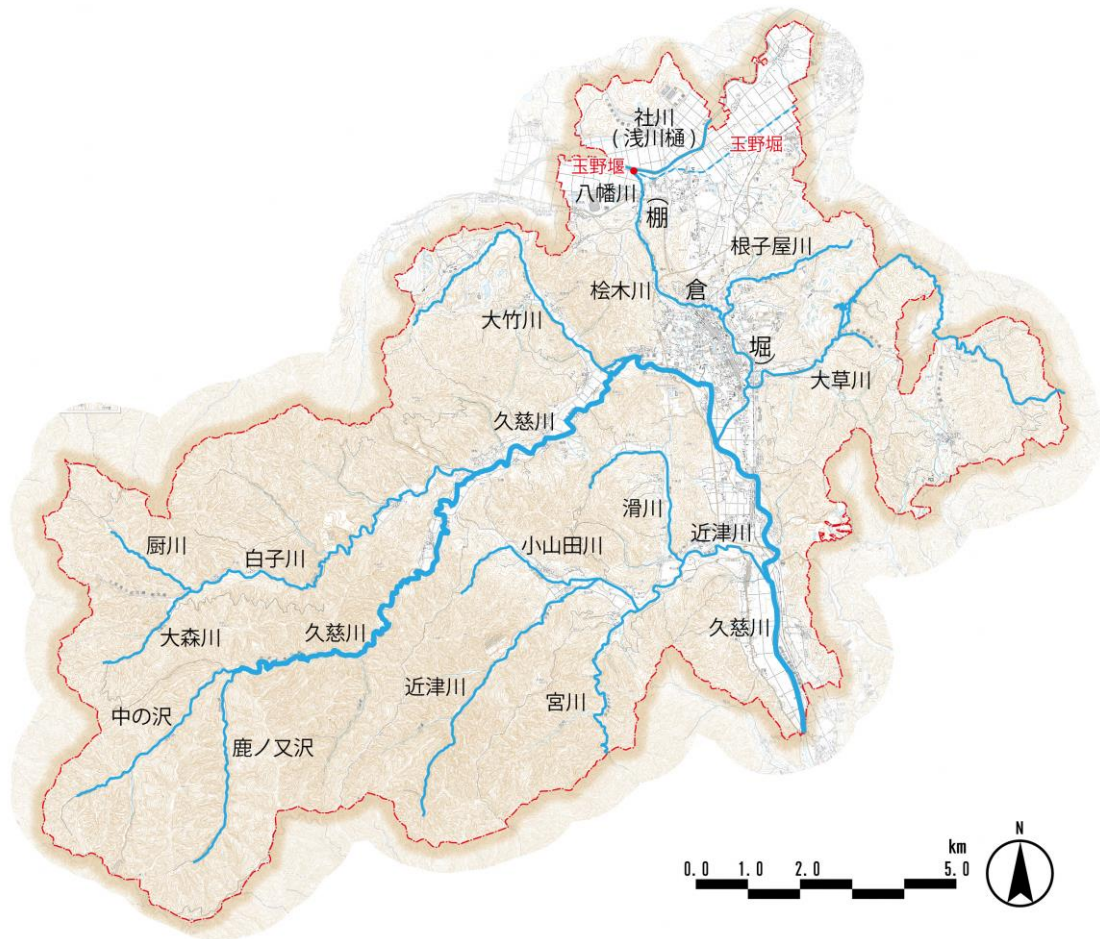 社川
(浅川樋)
玉野堀
玉野堰
八幡川
(棚
倉
堀)
根子屋川
桧木川
大竹川
大草川
久慈川
滑川
近津川
小山田川
厨川
白子川
大森川
久慈川
久慈川
近津川
宮川
中の沢
鹿ノ又沢
N
km
0.0 1.0 2.0 5.0